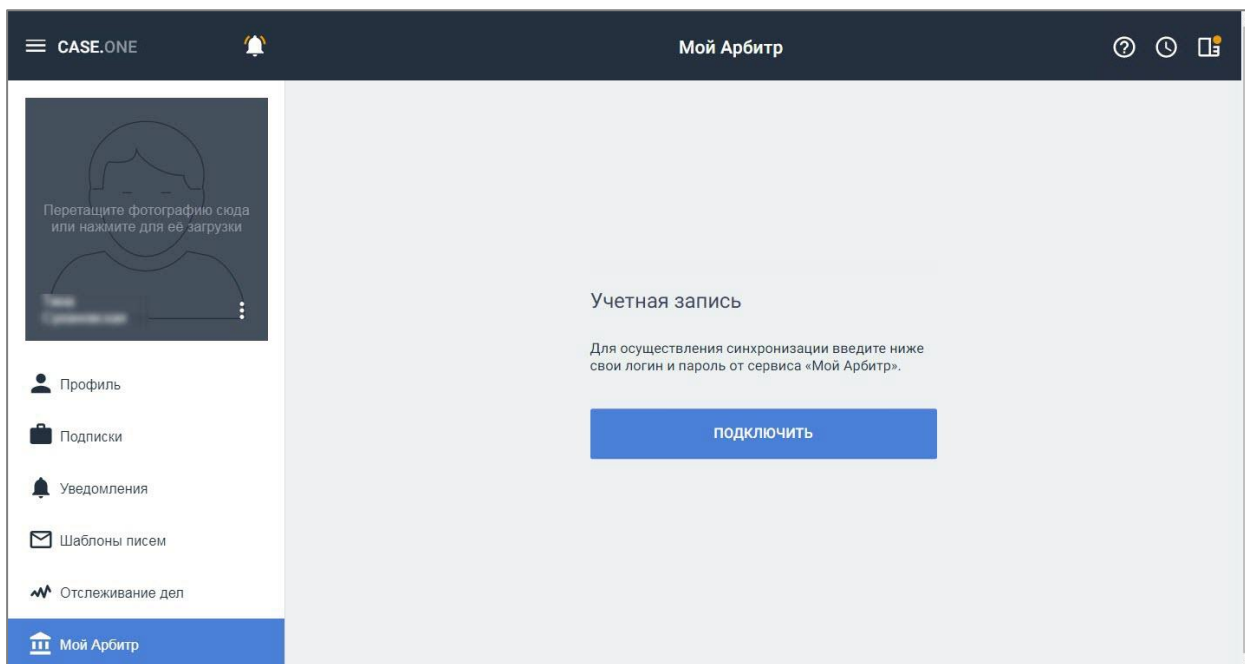 CASE.ONE
Мой Арбитр
Перетащите фотографию сюда
или нажмите для её загрузки
Профиль
Подписки
Уведомления
Шаблоны писем
Отслеживание дел
Мой Арбитр
Учетная запись
Для осуществления синхронизации введите ниже
свои логин и пароль от сервиса «Мой Арбитр».
ПОДКЛЮЧИТЬ